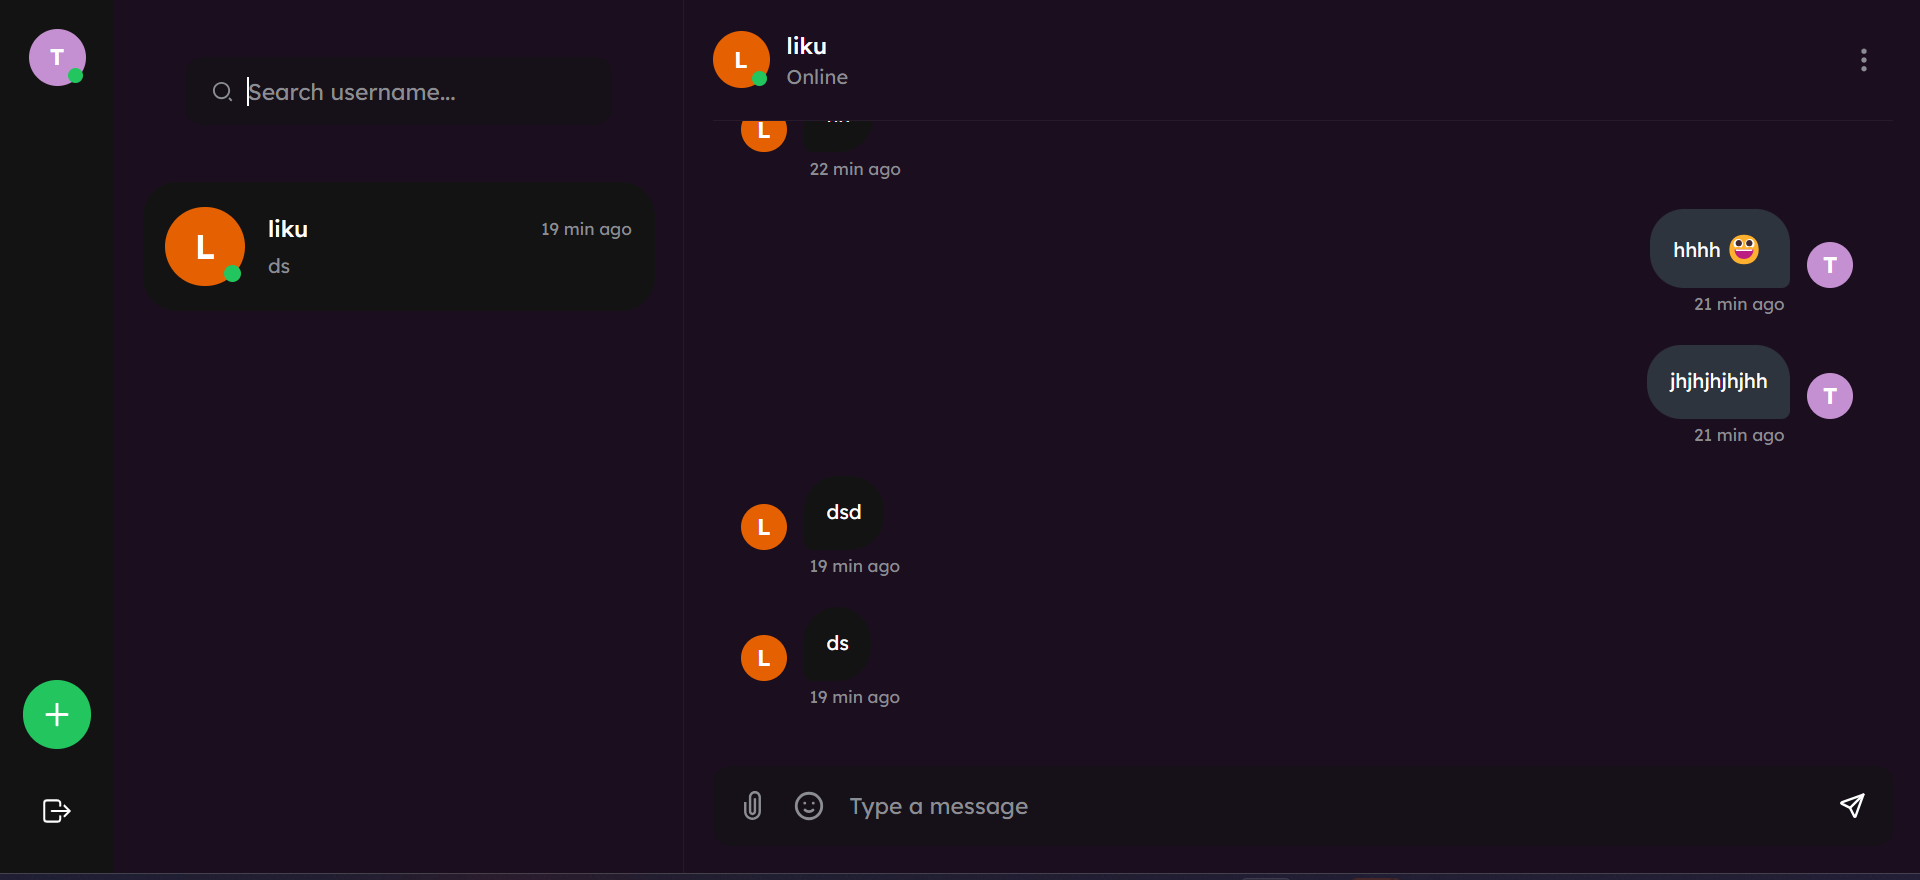 T
Search username...
L
liku
19 min ago
ds
L
liku
Online
L
22 min ago
hhhh 😀
T
21 min ago
jhjhjhjhjhh
T
21 min ago
dsd
L
19 min ago
ds
L
19 min ago
Type a message